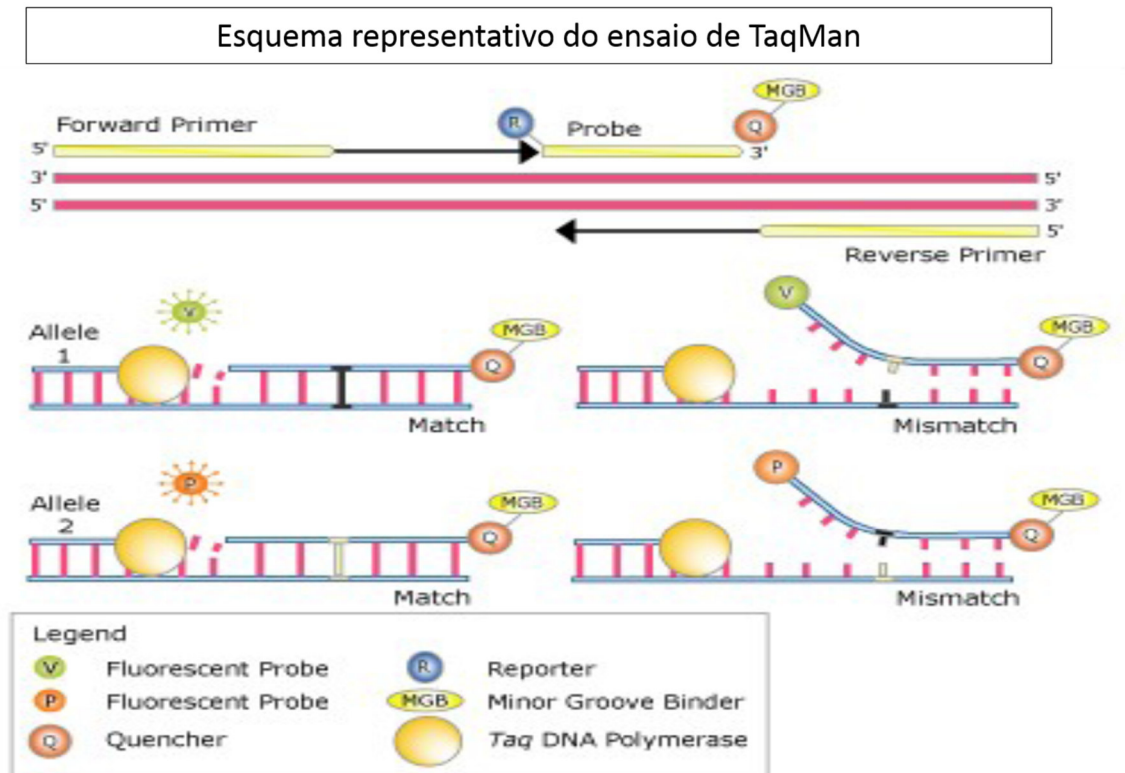 Esquema representativo do ensaio de TaqMan
MGB
Forward Primer
R
Probe
Q
5'
3'
3'
5'
5'
3'
5'
Reverse Primer
V
V
Allele
1
MGB
Q
MGB
Q
Match
Mismatch
P
P
Allele
2
MGB
Q
MGB
Q
Match
Mismatch
Legend
V Fluorescent Probe
R Reporter
P Fluorescent Probe
MGB Minor Groove Binder
Q Quencher
Taq DNA Polymerase